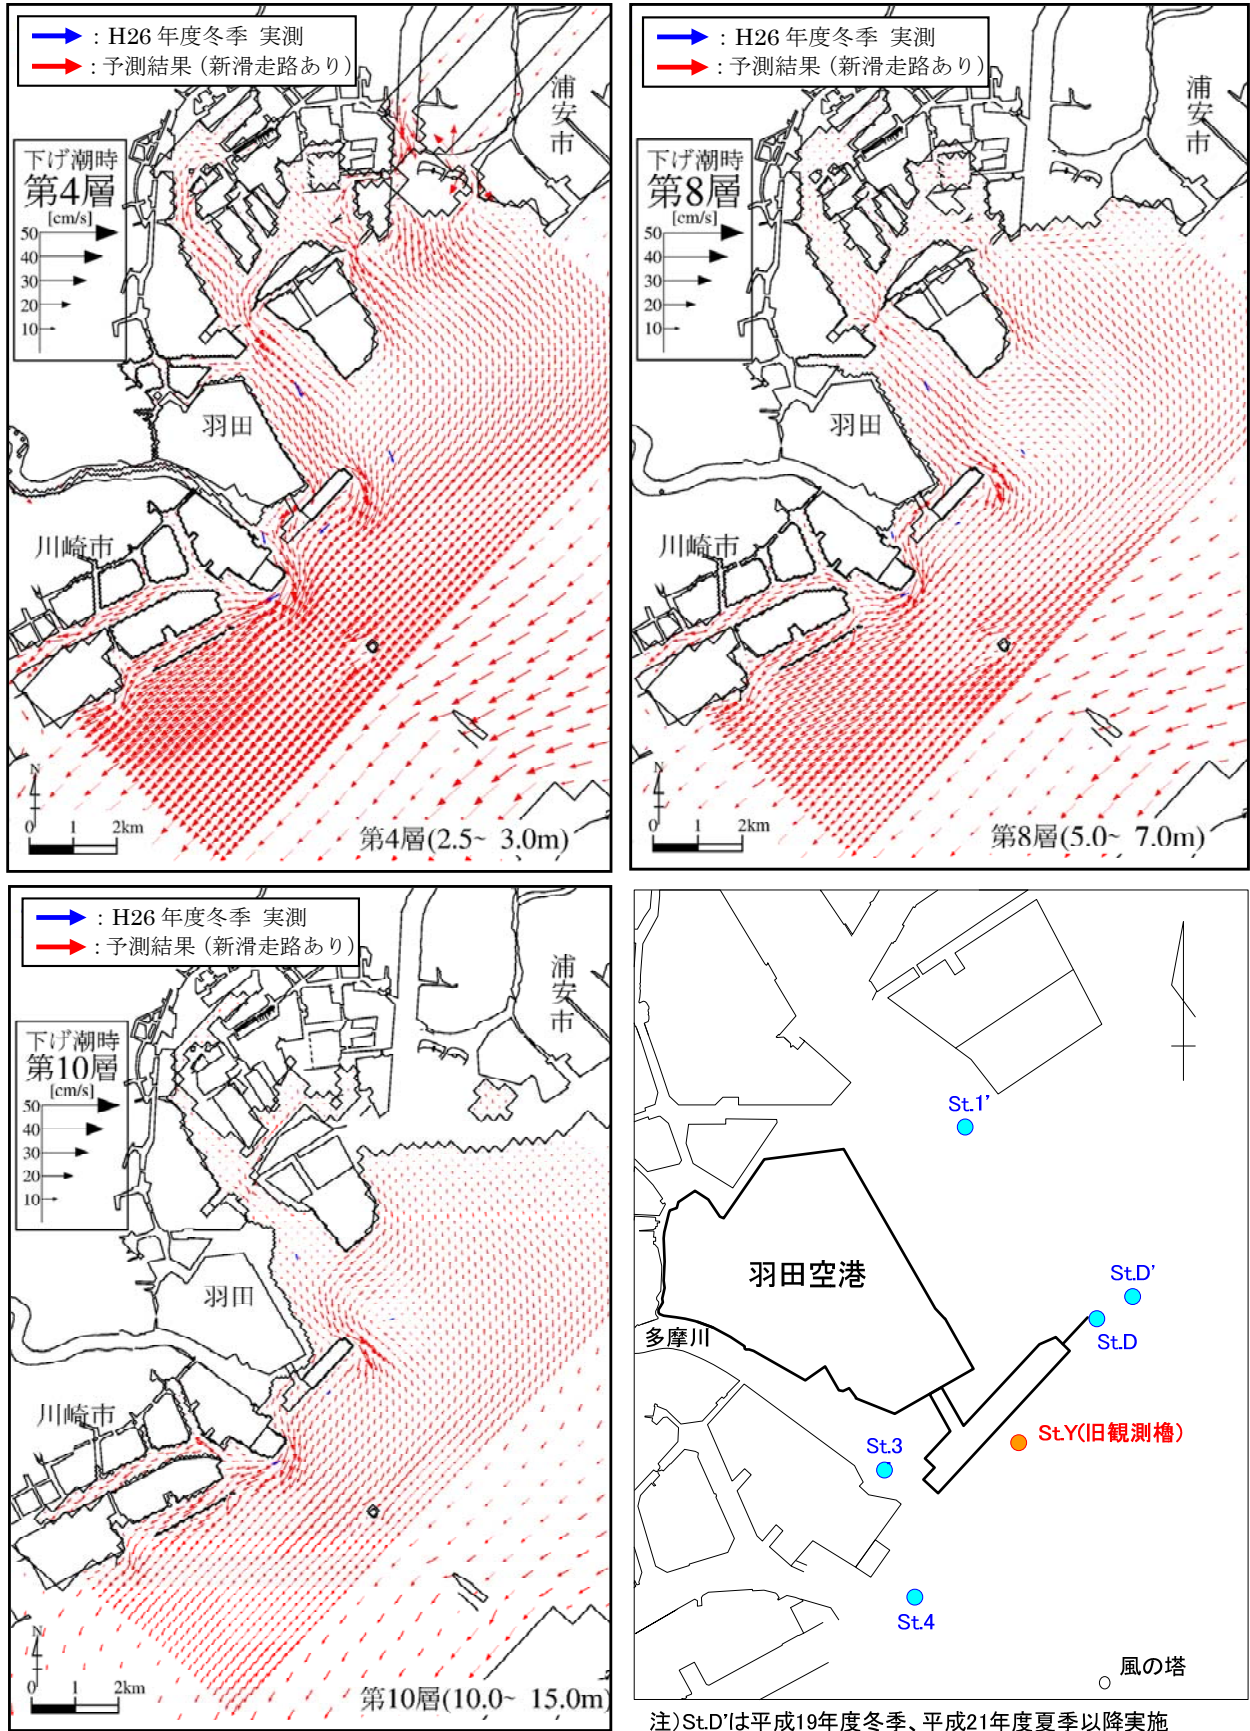 : H26 年度冬季 実測
: 予測結果（新滑走路あり）
浦安市
下げ潮時
第4層
[cm/s]
50
40
30
20
10
羽田
川崎市
N
0 1 2km
第4層(2.5~ 3.0m)
: H26 年度冬季 実測
: 予測結果（新滑走路あり）
浦安市
下げ潮時
第8層
[cm/s]
50
40
30
20
10
羽田
川崎市
N
0 1 2km
第8層(5.0~ 7.0m)
: H26 年度冬季 実測
: 予測結果（新滑走路あり）
浦安市
下げ潮時
第10層
[cm/s]
50
40
30
20
10
羽田
川崎市
N
0 1 2km
第10層(10.0~ 15.0m)
St.1'
羽田空港
St.D'
St.D
多摩川
St.Y(旧観測櫓)
St.3
St.4
風の塔
注)St.D'は平成19年度冬季、平成21年度夏季以降実施